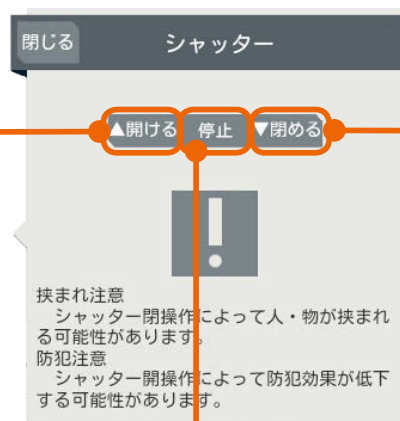 閉じる
シャッター
▲開ける 停止 ▼閉める
挟まれ注意
シャッター閉操作によって人・物が挟まれ
る可能性があります。
防犯注意
シャッター開操作によって防犯効果が低下
する可能性があります。